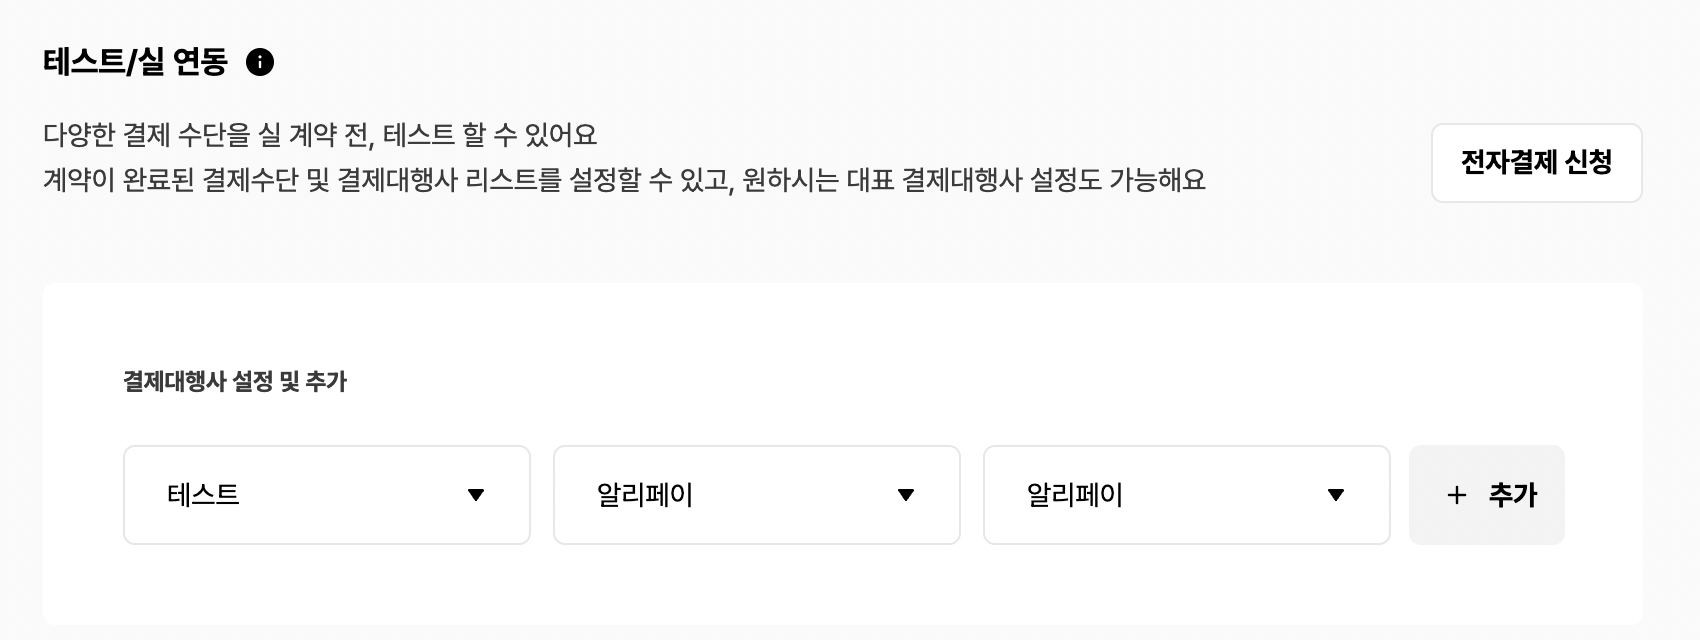 테스트/실 연동
다양한 결제 수단을 실 계약 전, 테스트 할 수 있어요
계약이 완료된 결제수단 및 결제대행사 리스트를 설정할 수 있고, 원하시는 대표 결제대행사 설정도 가능해요
전자결제 신청
결제대행사 설정 및 추가
테스트
알리페이
알리페이
+ 추가